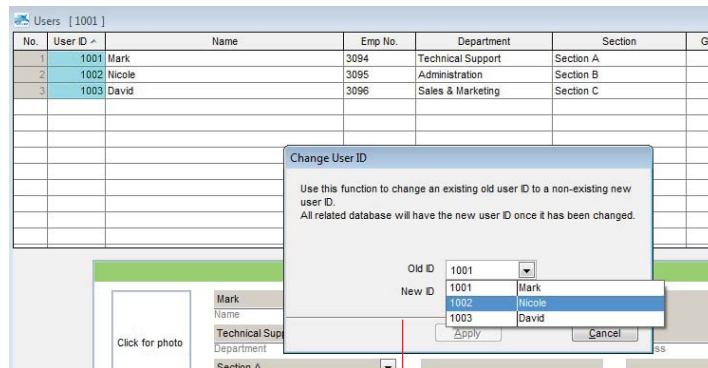 Users [ 1001 ]
No. User ID Name Emp No. Department Section G
1 1001 Mark 3094 Technical Support Section A
2 1002 Nicole 3095 Administration Section B
3 1003 David 3096 Sales & Marketing Section C
Change User ID
Use this function to change an existing old user ID to a non-existing new
user ID.
All related database will have the new user ID once it has been changed.
Old ID 1001
New ID
1001 Mark
1002 Nicole
1003 David
Apply Cancel
Click for photo
Mark
Name
Technical Supp
Department
Section A
ss